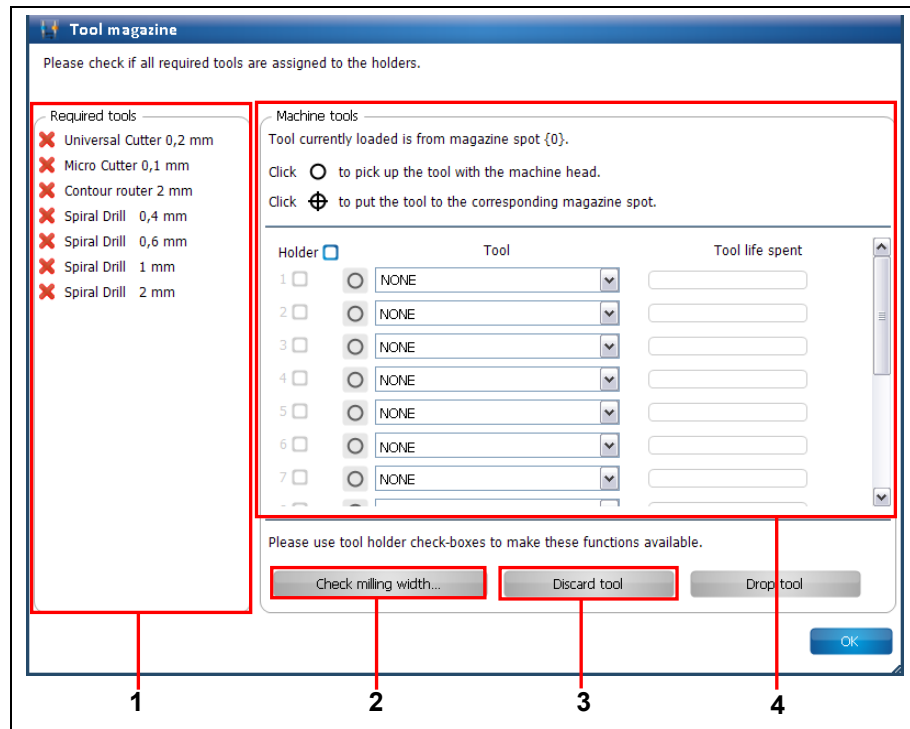 Tool magazine
Please check if all required tools are assigned to the holders.
Required tools
Universal Cutter 0,2 mm
Micro Cutter 0,1 mm
Contour router 2 mm
Spiral Drill 0,4 mm
Spiral Drill 0,6 mm
Spiral Drill 1 mm
Spiral Drill 2 mm
Machine tools
Tool currently loaded is from magazine spot {0}.
Click to pick up the tool with the machine head.
Click to put the tool to the corresponding magazine spot.
Holder Tool Tool life spent
1 NONE
2 NONE
3 NONE
4 NONE
5 NONE
6 NONE
7 NONE
Please use tool holder check-boxes to make these functions available.
Check milling width... Discard tool Drop tool
OK
1 2 3 4